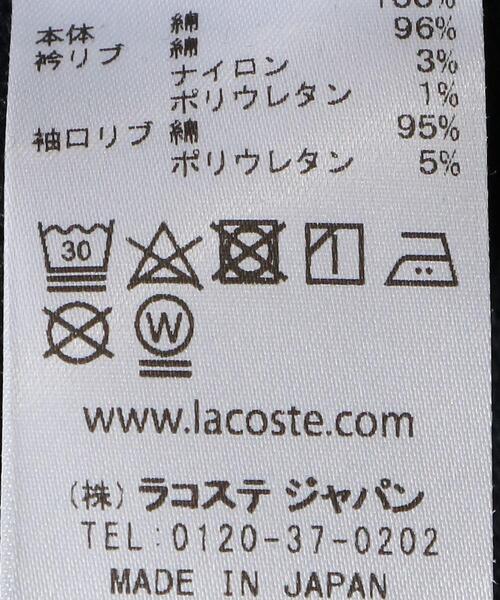 本体 綿 100%
衿リブ 綿 96%
ナイロン 3%
ポリウレタン 1%
袖口リブ 綿 95%
ポリウレタン 5%
30
W
www.lacoste.com
(株) ラコステ ジャパン
TEL:0120-37-0202
MADE IN JAPAN